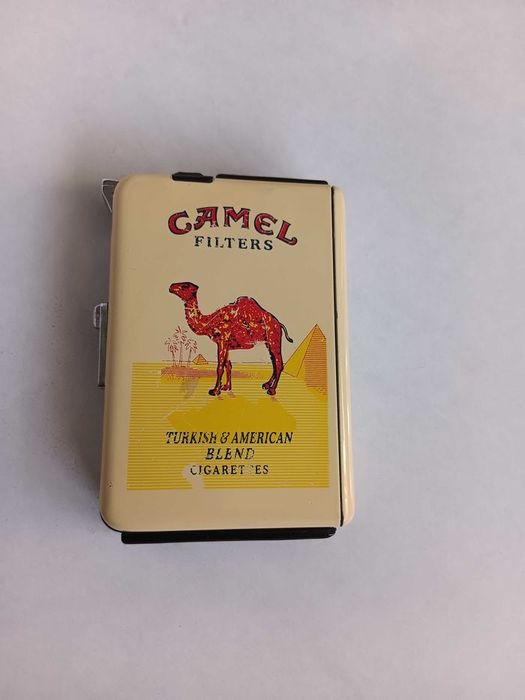 CAMEL
FILTERS
TURKISH & AMERICAN
BLEND
CIGARETTES